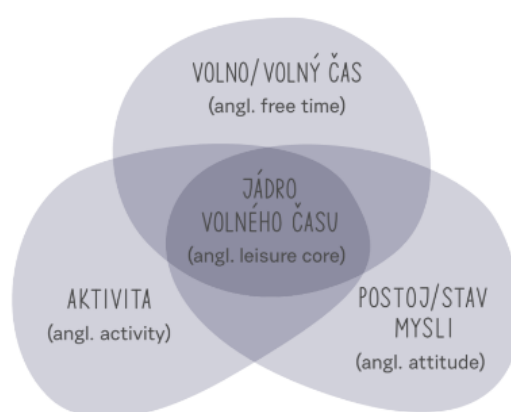 VOLNO/VOLNÝ ČAS
(angl. free time)
JÁDRO
VOLNÉHO ČASU
(angl. leisure core)
AKTIVITA
(angl. activity)
POSTOJ/STAV
MYSLI
(angl. attitude)